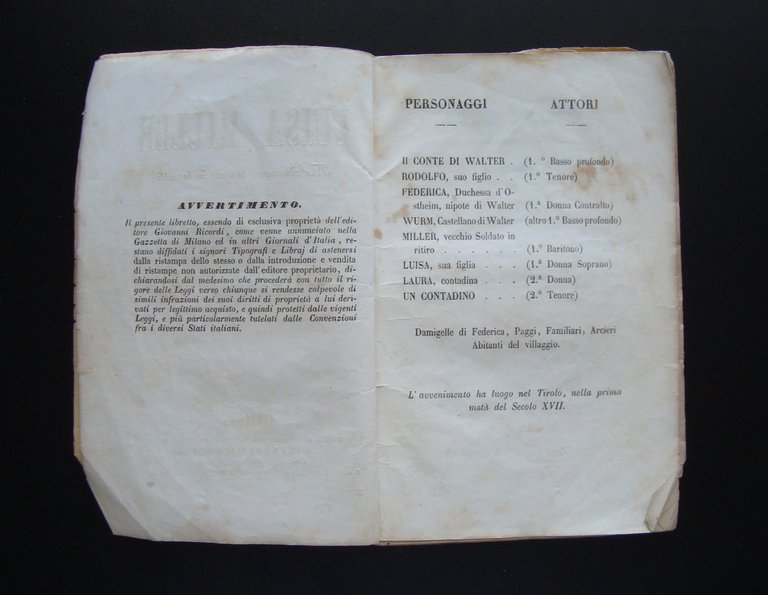 AVVERTIMENTO.
Il presente libretto, essendo di esclusiva proprietà dell'edi-
tore Giovanni Ricordi, come venne annunciato nella
Gazzetta di Milano ed in altri Giornali d'Italia, re-
stano diffidati i signori Tipografi e Libraj di astenersi
dalla ristampa dello stesso o dalla introduzione e vendita
di ristampe non autorizzate dall'editore proprietario, di-
chiarandosi dal medesimo che procederà con tutto il ri-
gore delle Leggi verso chiunque si rendesse colpevole di
simili infrazioni dei suoi diritti di proprietà a lui deri-
vati per legittimo acquisto, e quindi protetti dalle vigenti
Leggi, e più particolarmente tutelati dalle Convenzioni
fra i diversi Stati italiani.
PERSONAGGI ATTORI
Il CONTE DI WALTER . (1.º Basso profondo)
RODOLFO, suo figlio . . (1.º Tenore)
FEDERICA, Duchessa d'O-
stheim, nipote di Walter (1.ª Donna Contralto)
WURM, Castellano di Walter (altro 1.º Basso profondo)
MILLER, vecchio Soldato in
ritiro . . . . . . (1.º Baritono)
LUISA, sua figlia . . . (1.ª Donna Soprano)
LAURA, contadina . . (2.ª Donna)
UN CONTADINO . . . (2.º Tenore)
Damigelle di Federica, Paggi, Familiari, Arcieri
Abitanti del villaggio.
L'avvenimento ha luogo nel Tirolo, nella prima
metà del Secolo XVII.